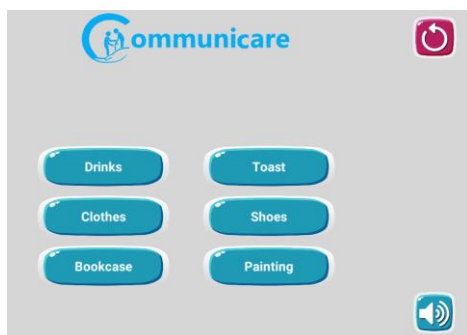 Communicare
Drinks
Toast
Clothes
Shoes
Bookcase
Painting